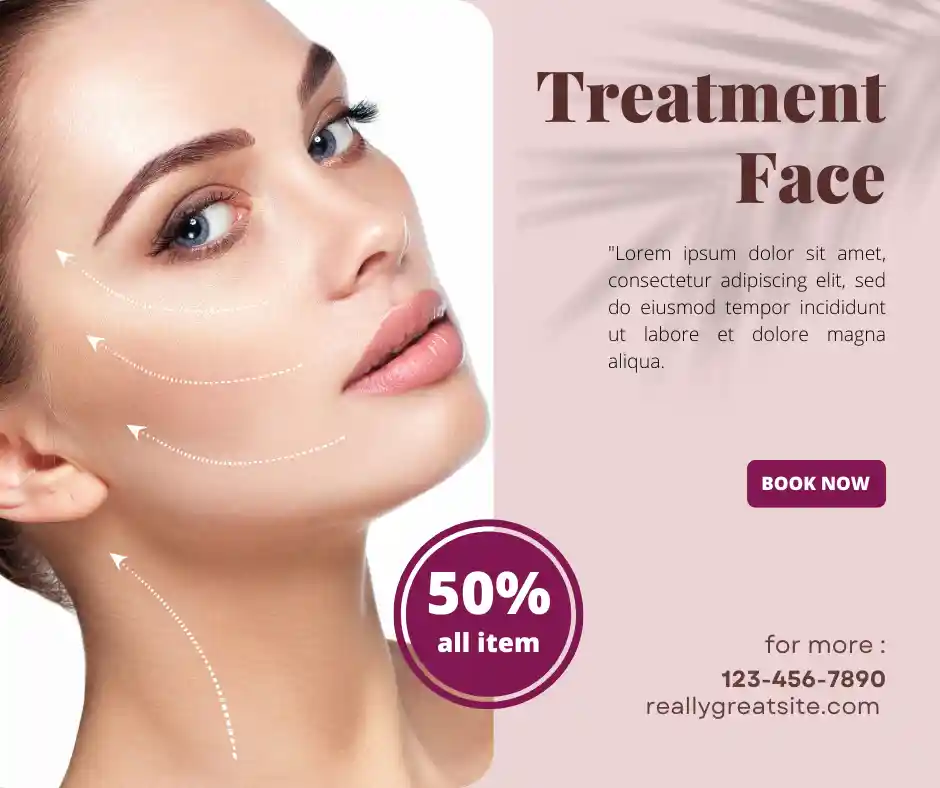 Treatment
Face
"Lorem ipsum dolor sit amet,
consectetur adipiscing elit, sed
do eiusmod tempor incididunt
ut labore et dolore magna
aliqua.
BOOK NOW
50%
all item
for more :
123-456-7890
reallygreatsite.com